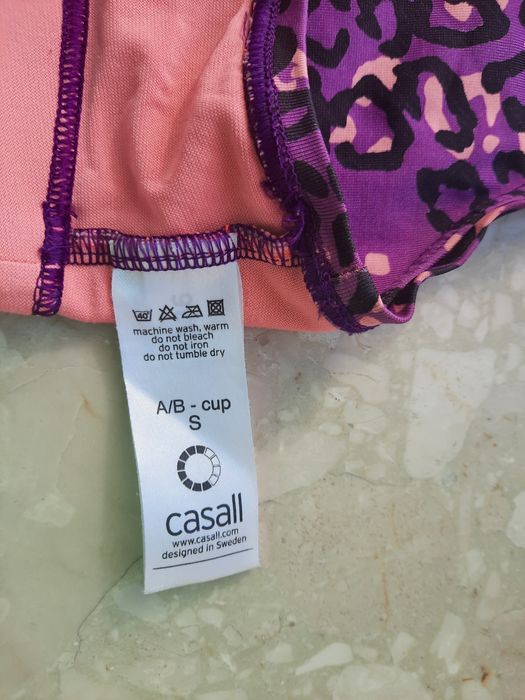 40°
machine wash, warm
do not bleach
do not iron
do not tumble dry
A/B - cup
S
casall
www.casall.com
designed in Sweden